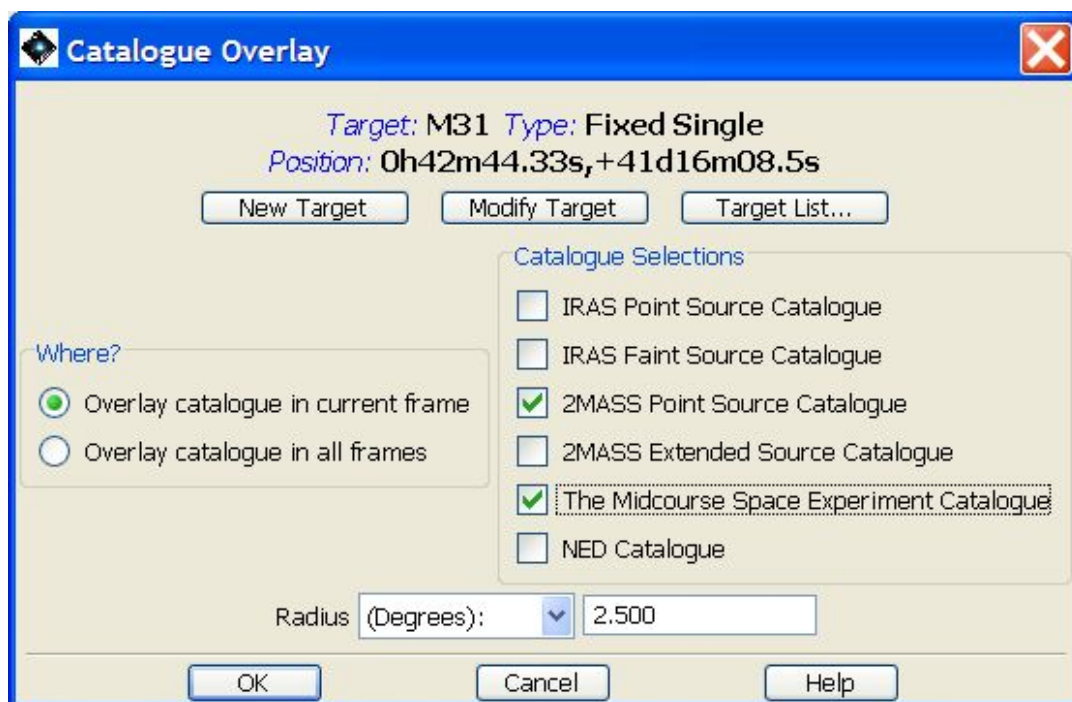 Catalogue Overlay
Target: M31 Type: Fixed Single
Position: 0h42m44.33s,+41d16m08.5s
New Target Modify Target Target List...
Where?
Overlay catalogue in current frame
Overlay catalogue in all frames
Catalogue Selections
IRAS Point Source Catalogue
IRAS Faint Source Catalogue
2MASS Point Source Catalogue
2MASS Extended Source Catalogue
The Midcourse Space Experiment Catalogue
NED Catalogue
Radius (Degrees): 2.500
OK Cancel Help